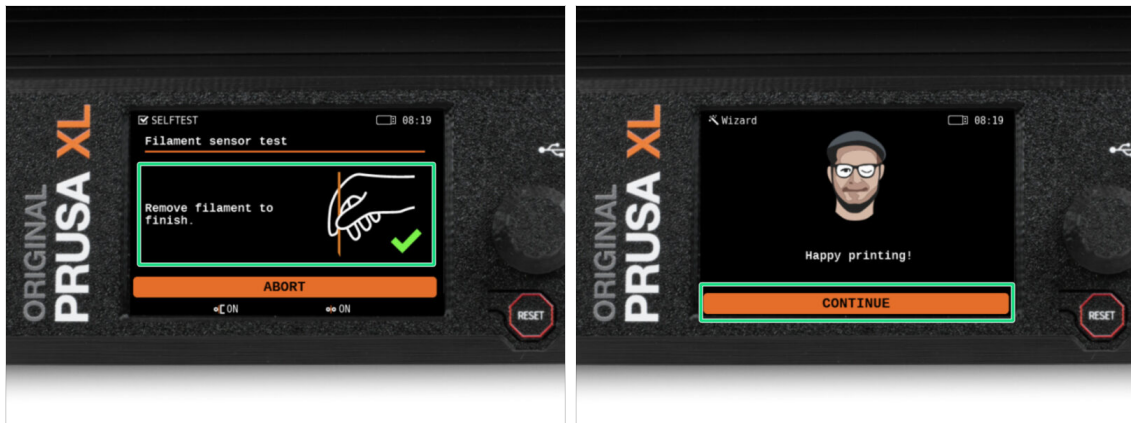 ORIGINAL
PRUSA XL
SELFTEST
08:19
Filament sensor test
Remove filament to
finish.
ABORT
ON
ON
RESET
ORIGINAL
PRUSA XL
Wizard
08:19
Happy printing!
CONTINUE
RESET